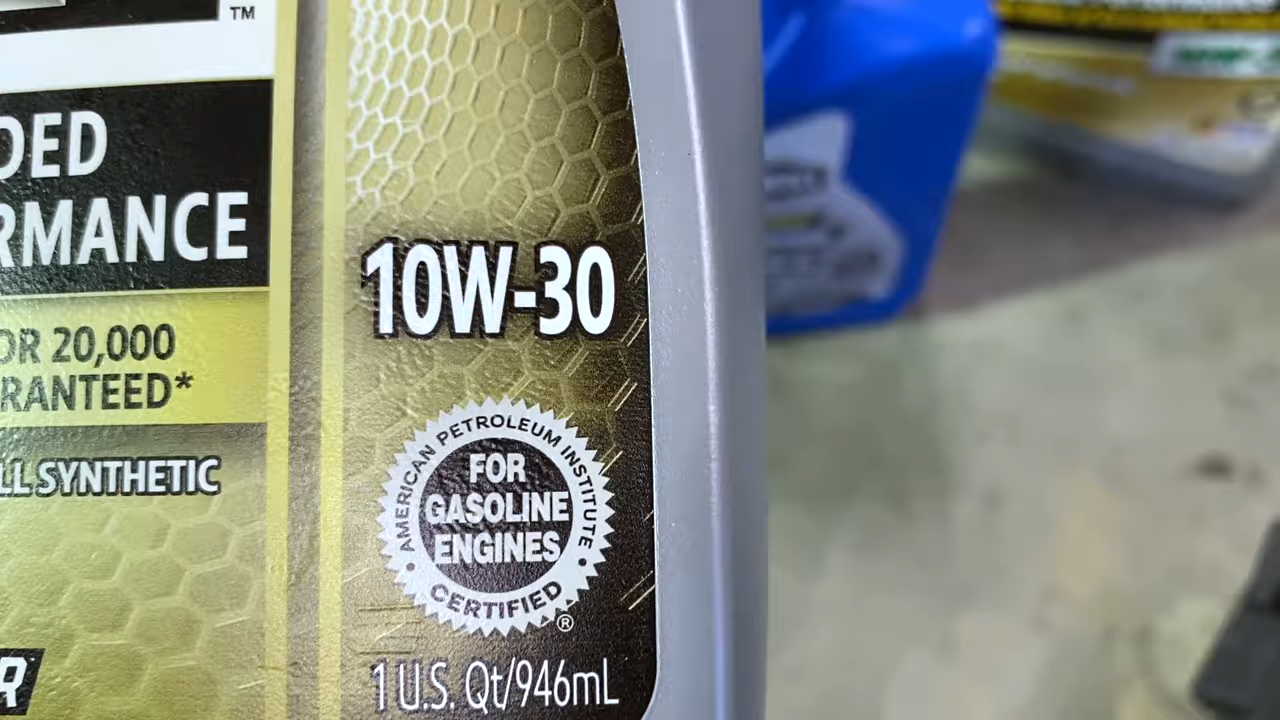 TM
DED
RMANCE
OR 20,000
RANTEED*
LL SYNTHETIC
R
10W-30
AMERICAN PETROLEUM INSTITUTE
FOR
GASOLINE
ENGINES
• CERTIFIED •
®
1 U.S. Qt/946mL